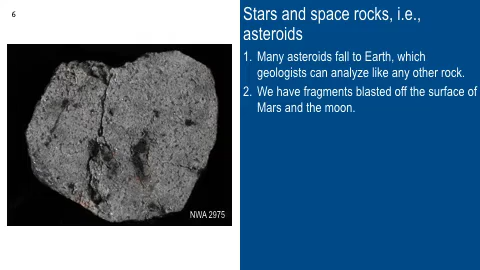 6
Stars and space rocks, i.e.,
asteroids
1. Many asteroids fall to Earth, which
geologists can analyze like any other rock.
2. We have fragments blasted off the surface of
Mars and the moon.
NWA 2975